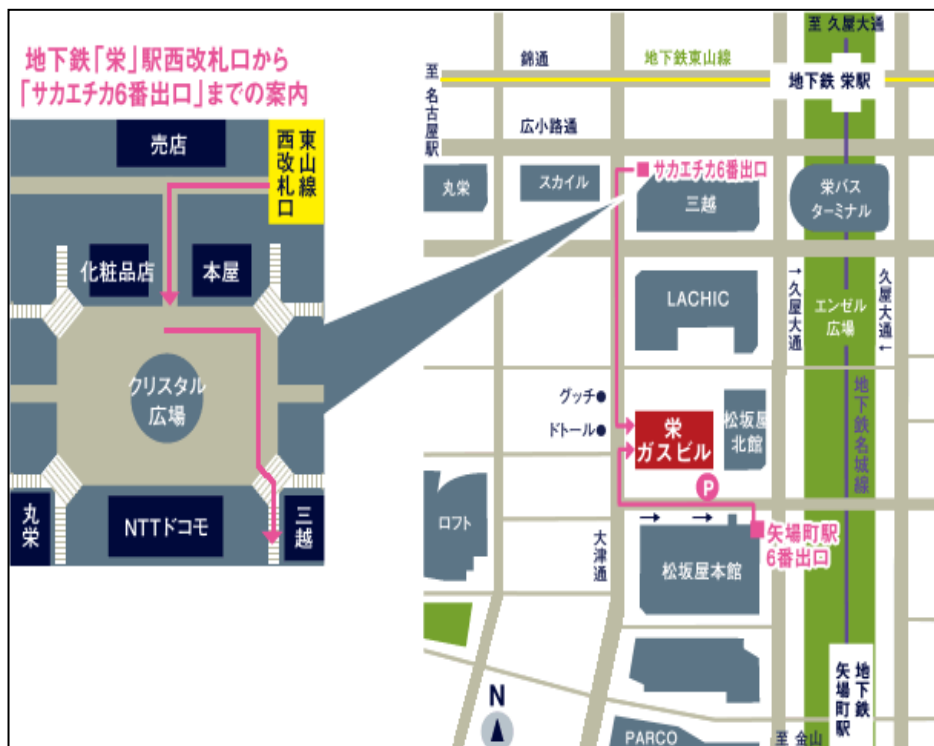 地下鉄「栄」駅西改札口から
「サカエチカ6番出口」までの案内
売店
東山線
西改札口
化粧品店
本屋
クリスタル
広場
丸栄
NTTドコモ
三越
至 久屋大通
錦通
地下鉄東山線
至 名古屋駅
地下鉄 栄駅
広小路通
サカエチカ6番出口
丸栄
スカイル
三越
栄バス
ターミナル
LACHIC
→久屋大通
エンゼル
広場
久屋大通←
グッチ●
ドトール●
栄
ガスビル
松坂屋
北館
地下鉄名城線
P
ロフト
→ →
大津通
松坂屋本館
矢場町駅
6番出口
地下鉄
矢場町駅
N
PARCO
至 金山